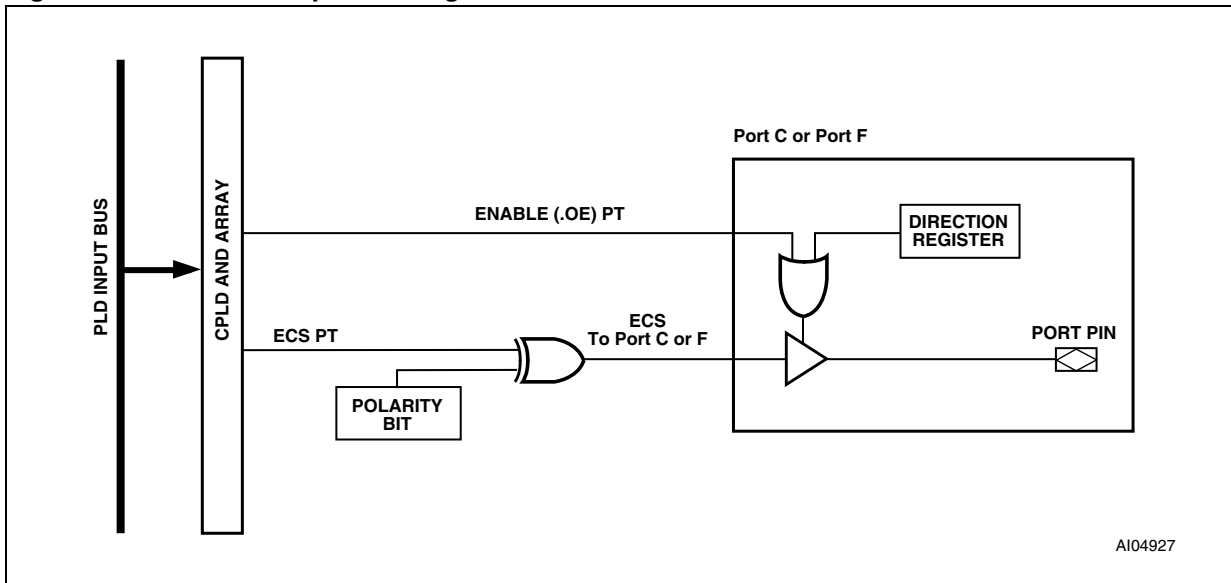 PLD INPUT BUS
CPLD AND ARRAY
ENABLE (.OE) PT
ECS PT
POLARITY
BIT
ECS
To Port C or F
Port C or Port F
DIRECTION
REGISTER
PORT PIN
AI04927